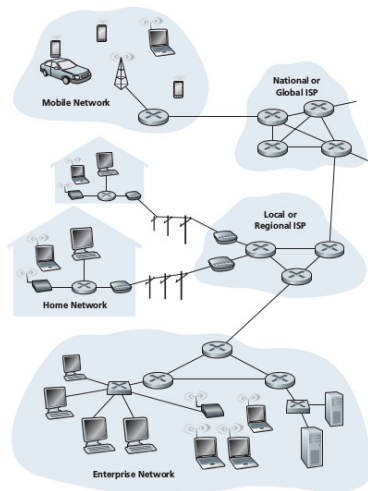 National or
Global ISP
Mobile Network
Local or
Regional ISP
Home Network
Enterprise Network